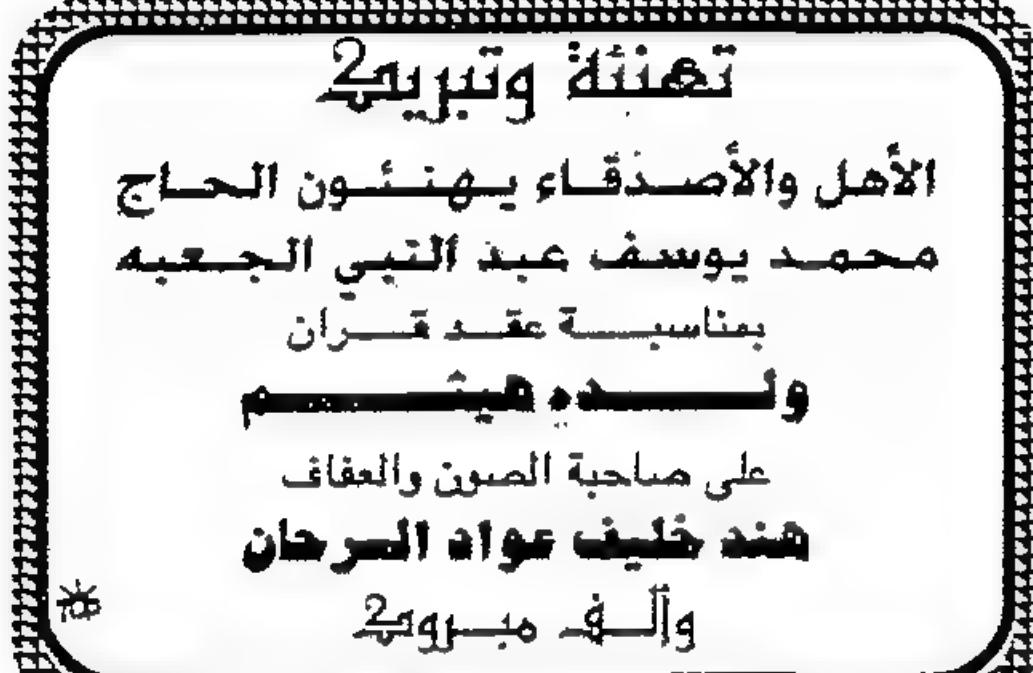 تهنئة وتبريك
الأهل والأصدقاء يهنئون الحاج
محمد يوسف عبد النبي الجعبه
بمناسبة عقد قران
ولده هيثم
على صاحبة الصون والعفاف
هند خليف عواد السرحان
وألف مبروك